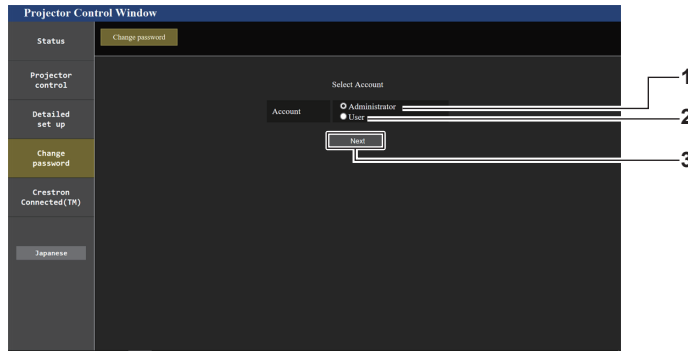 Projector Control Window
Status
Change password
Projector
control
Detailed
set up
Change
password
Crestron
Connected(TM)
Japanese
Select Account
Account
Administrator
User
Next
1
2
3